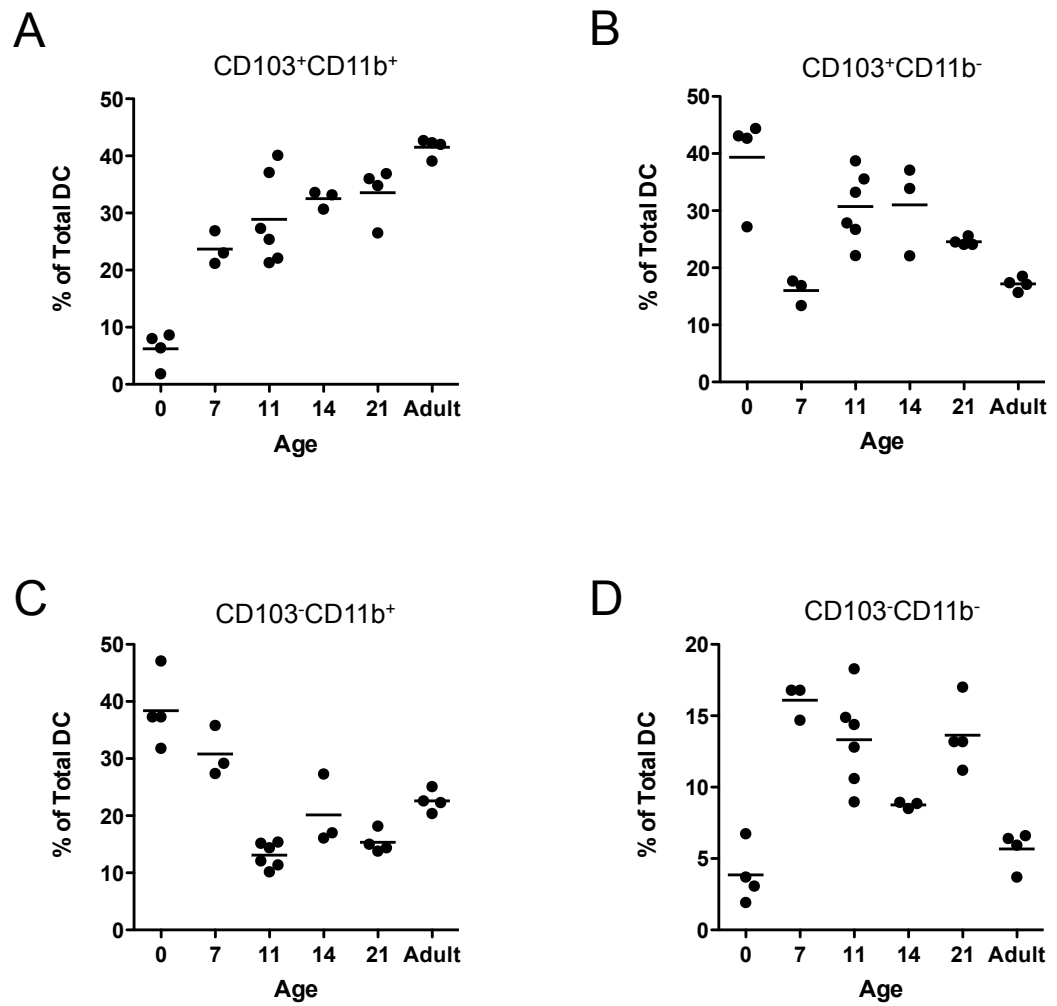 A
CD103⁺CD11b⁺
% of Total DC
50
40
30
20
10
0
0 7 11 14 21 Adult
Age
B
CD103⁺CD11b⁻
% of Total DC
50
40
30
20
10
0
0 7 11 14 21 Adult
Age
C
CD103⁻CD11b⁺
% of Total DC
50
40
30
20
10
0
0 7 11 14 21 Adult
Age
D
CD103⁻CD11b⁻
% of Total DC
20
15
10
5
0
0 7 11 14 21 Adult
Age